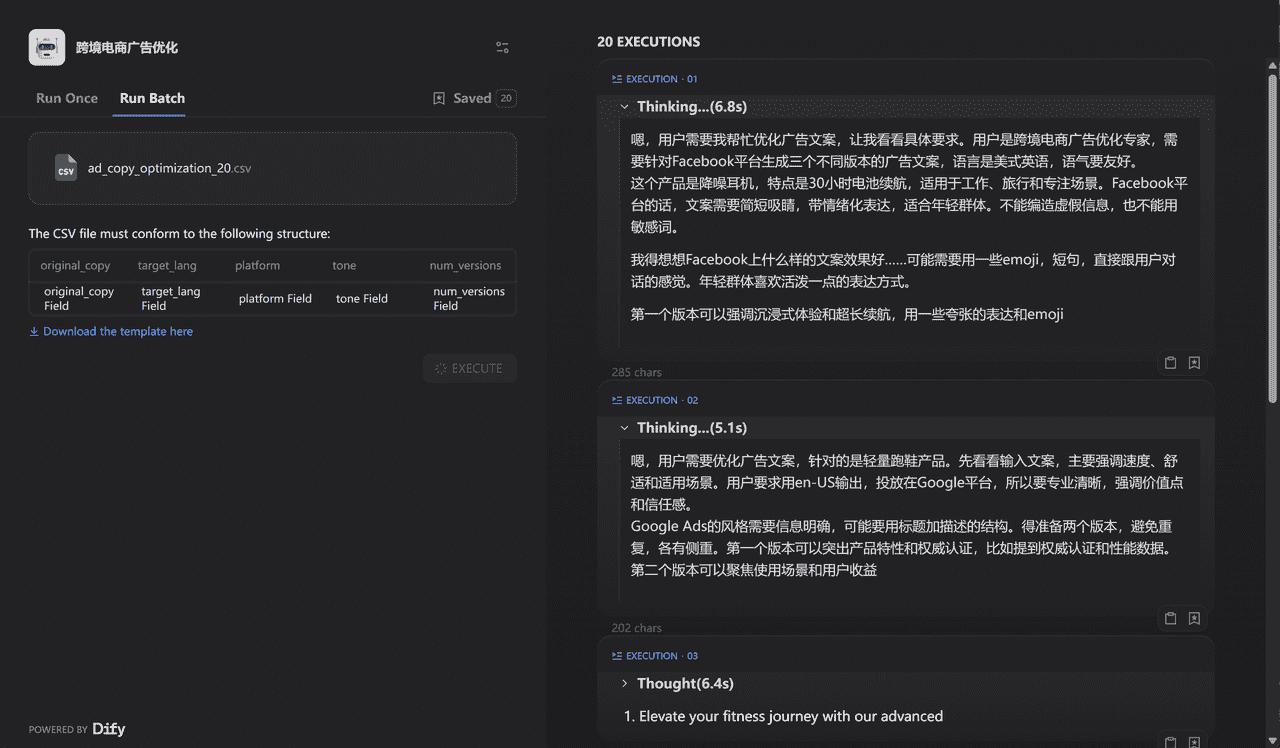 跨境电商广告优化
Run Once
Run Batch
Saved 20
CSV
ad_copy_optimization_20.csv
The CSV file must conform to the following structure:
original_copy target_lang platform tone num_versions
original_copy Field target_lang Field platform Field tone Field num_versions Field
Download the template here
EXECUTE
POWERED BY Dify
20 EXECUTIONS
EXECUTION · 01
Thinking...(6.8s)
嗯，用户需要我帮忙优化广告文案，让我看看具体要求。用户是跨境电商广告优化专家，需
要针对Facebook平台生成三个不同版本的广告文案，语言是美式英语，语气要友好。
这个产品是降噪耳机，特点是30小时电池续航，适用于工作、旅行和专注场景。Facebook平
台的话，文案需要简短吸睛，带情绪化表达，适合年轻群体。不能编造虚假信息，也不能用
敏感词。
我得想想Facebook上什么样的文案效果好……可能需要用一些emoji，短句，直接跟用户对
话的感觉。年轻群体喜欢活泼一点的表达方式。
第一个版本可以强调沉浸式体验和超长续航，用一些夸张的表达和emoji
285 chars
EXECUTION · 02
Thinking...(5.1s)
嗯，用户需要优化广告文案，针对的是轻量跑鞋产品。先看看输入文案，主要强调速度、舒
适和适用场景。用户要求用en-US输出，投放在Google平台，所以要专业清晰，强调价值点
和信任感。
Google Ads的风格需要信息明确，可能要用标题加描述的结构。得准备两个版本，避免重
复，各有侧重。第一个版本可以突出产品特性和权威认证，比如提到权威认证和性能数据。
第二个版本可以聚焦使用场景和用户收益
202 chars
EXECUTION · 03
Thought(6.4s)
1. Elevate your fitness journey with our advanced